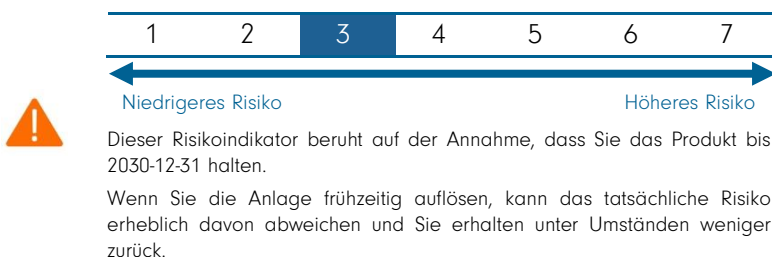 1 2 3 4 5 6 7
Niedrigeres Risiko Höheres Risiko
Dieser Risikoindikator beruht auf der Annahme, dass Sie das Produkt bis
2030-12-31 halten.
Wenn Sie die Anlage frühzeitig auflösen, kann das tatsächliche Risiko
erheblich davon abweichen und Sie erhalten unter Umständen weniger
zurück.